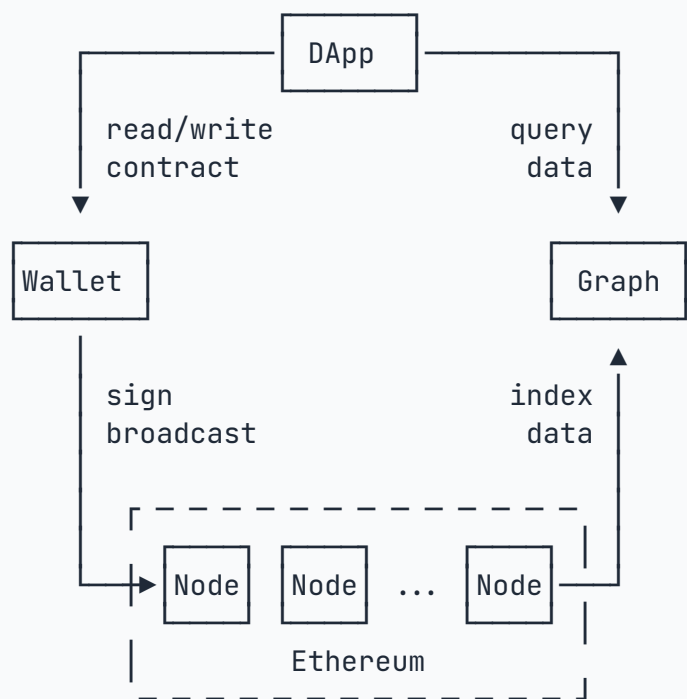 DApp
read/write
contract
query
data
Wallet
Graph
sign
broadcast
index
data
Node
Node
...
Node
Ethereum